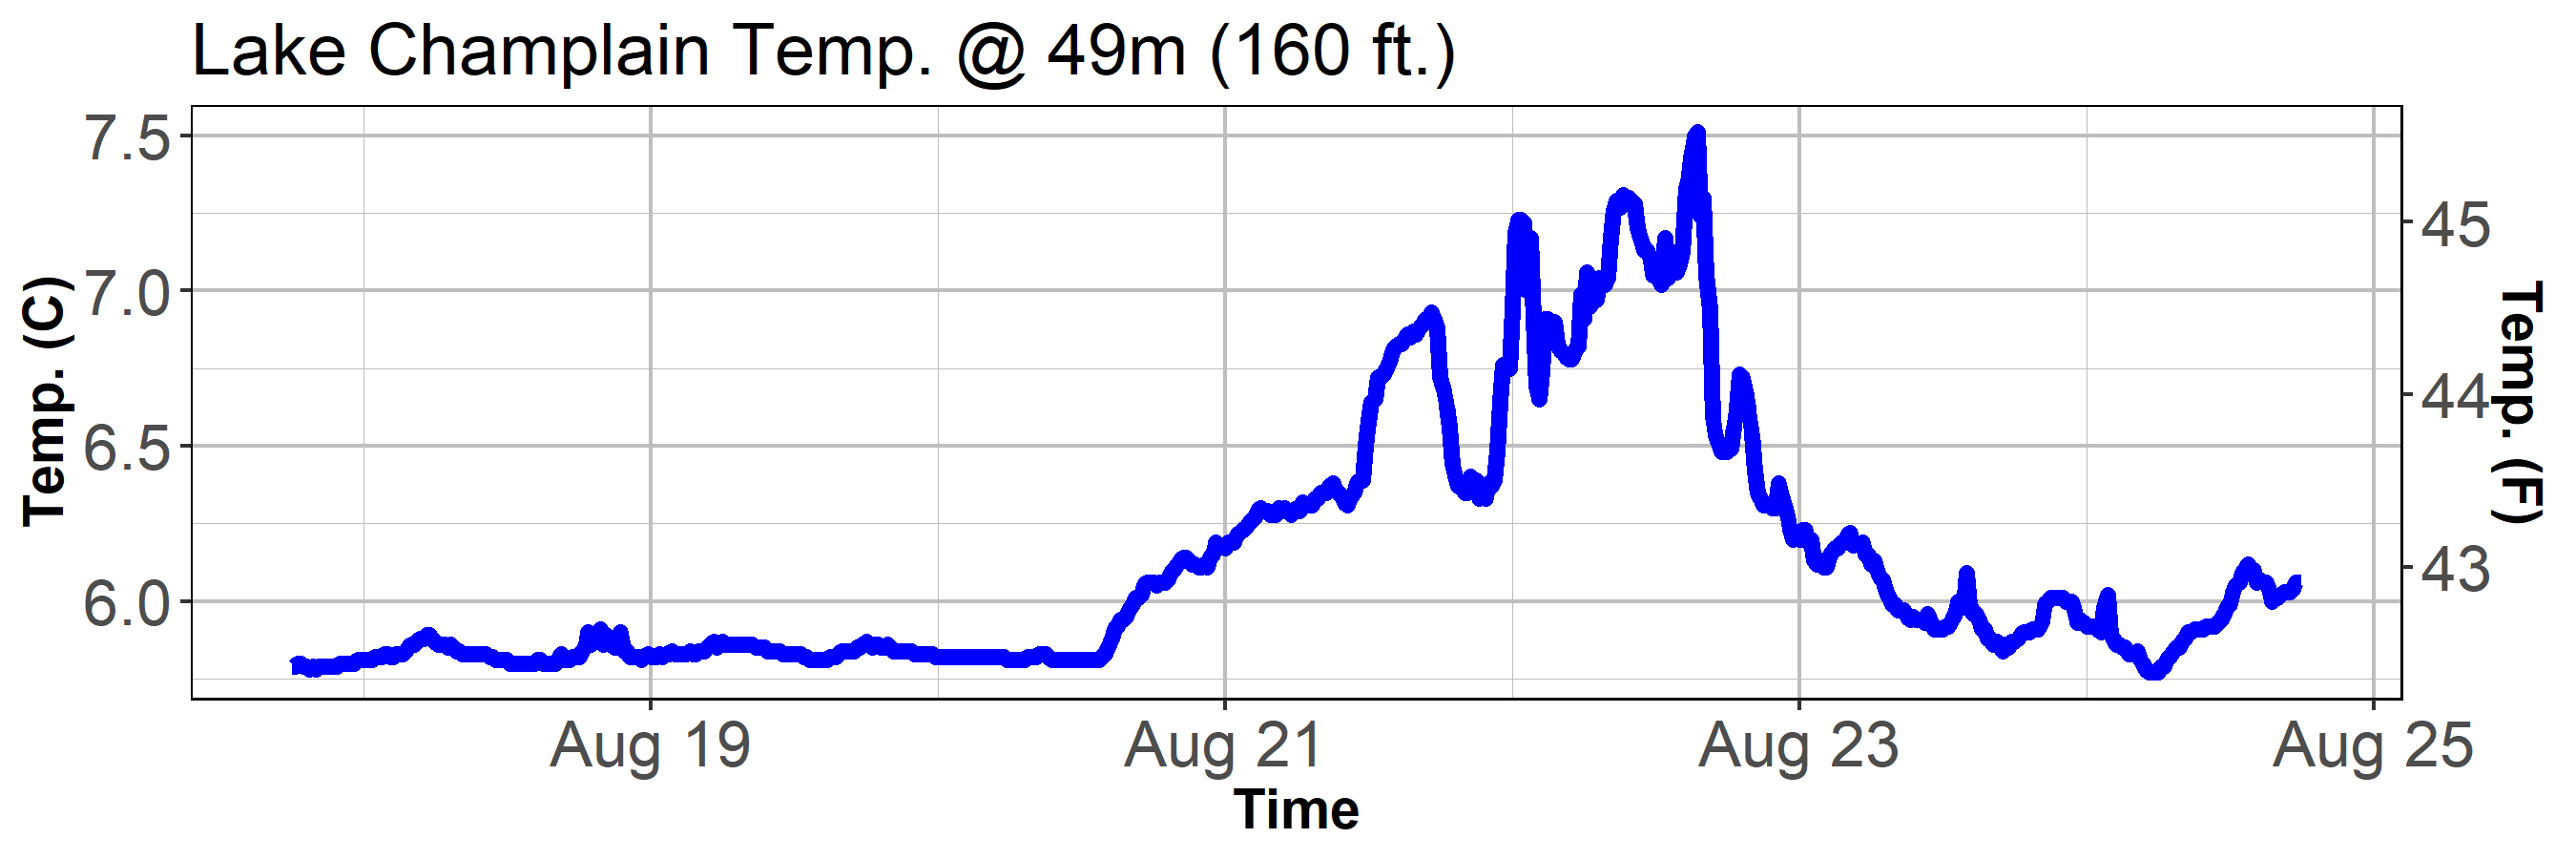 Lake Champlain Temp. @ 49m (160 ft.)
7.5
7.0
6.5
6.0
Temp. (C)
45
44
43
Temp. (F)
Aug 19 Aug 21 Aug 23 Aug 25
Time